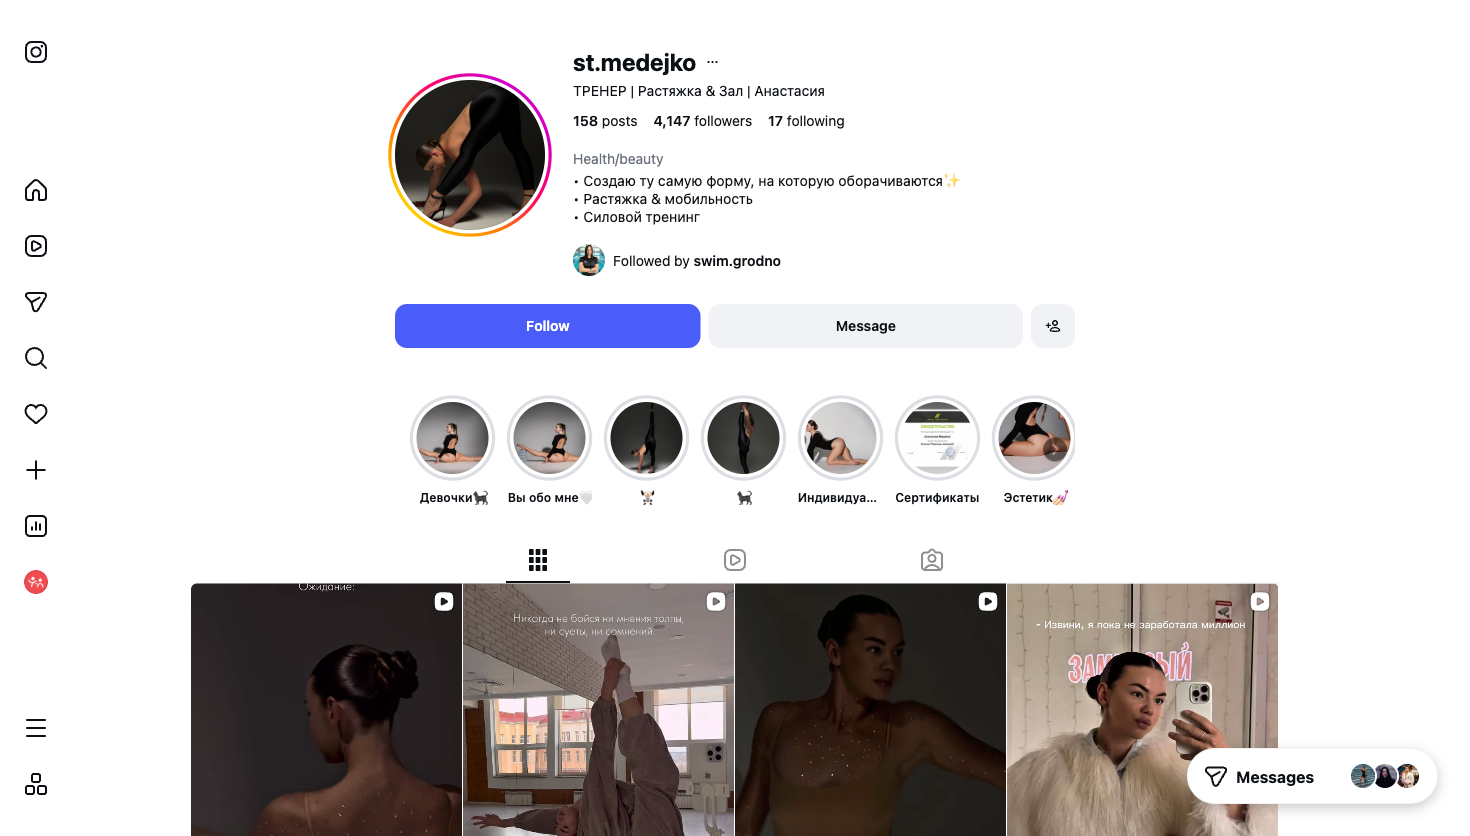 st.medejko ...
ТРЕНЕР | Растяжка & Зал | Анастасия
158 posts 4,147 followers 17 following
Health/beauty
• Создаю ту самую форму, на которую оборачиваются✨
• Растяжка & мобильность
• Силовой тренинг
Followed by swim.grodno
Follow
Message
СВИДЕТЕЛЬСТВО
Девочки🐈‍⬛
Вы обо мне🤍
🏋🏼
🐈‍⬛
Индивидуа...
Сертификаты
Эстетик💅
Ожидание:
Никогда не бойся ни мнения толпы,
ни суеты, ни сомнений.
- Извини, я пока не заработала миллион
Messages